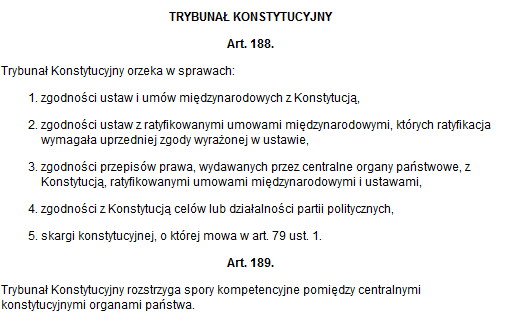 TRYBUNAŁ KONSTYTUCYJNY
Art. 188.
Trybunał Konstytucyjny orzeka w sprawach:
1. zgodności ustaw i umów międzynarodowych z Konstytucją,
2. zgodności ustaw z ratyfikowanymi umowami międzynarodowymi, których ratyfikacja
wymagała uprzedniej zgody wyrażonej w ustawie,
3. zgodności przepisów prawa, wydawanych przez centralne organy państwowe, z
Konstytucją, ratyfikowanymi umowami międzynarodowymi i ustawami,
4. zgodności z Konstytucją celów lub działalności partii politycznych,
5. skargi konstytucyjnej, o której mowa w art. 79 ust. 1.
Art. 189.
Trybunał Konstytucyjny rozstrzyga spory kompetencyjne pomiędzy centralnymi
konstytucyjnymi organami państwa.